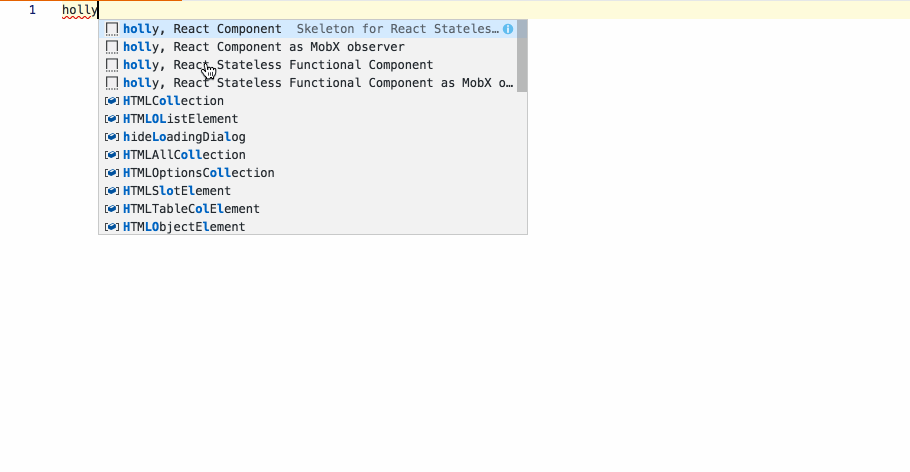 1 holly
holly, React Component Skeleton for React Stateles…
holly, React Component as MobX observer
holly, React Stateless Functional Component
holly, React Stateless Functional Component as MobX o…
HTMLCollection
HTMLOListElement
hideLoadingDialog
HTMLAllCollection
HTMLOptionsCollection
HTMLSlotElement
HTMLTableColElement
HTMLObjectElement